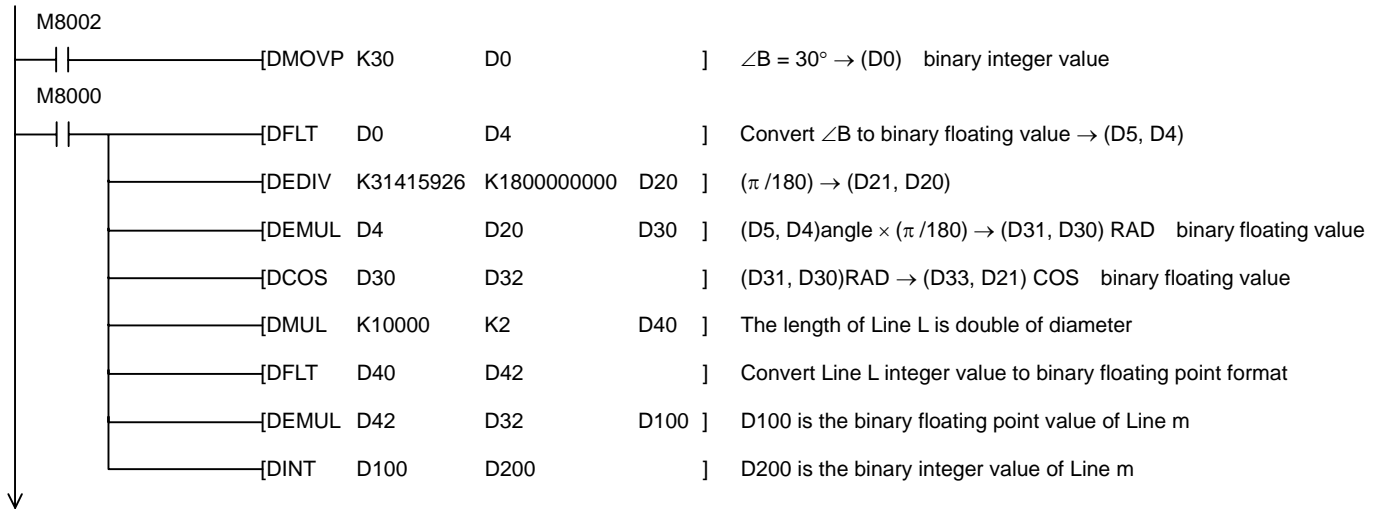 M8002
[DMOVP K30 D0 ] ∠B = 30° → (D0) binary integer value
M8000
[DFLT D0 D4 ] Convert ∠B to binary floating value → (D5, D4)
[DEDIV K31415926 K1800000000 D20 ] (π /180) → (D21, D20)
[DEMUL D4 D20 D30 ] (D5, D4)angle × (π /180) → (D31, D30) RAD binary floating value
[DCOS D30 D32 ] (D31, D30)RAD → (D33, D21) COS binary floating value
[DMUL K10000 K2 D40 ] The length of Line L is double of diameter
[DFLT D40 D42 ] Convert Line L integer value to binary floating point format
[DEMUL D42 D32 D100 ] D100 is the binary floating point value of Line m
[DINT D100 D200 ] D200 is the binary integer value of Line m